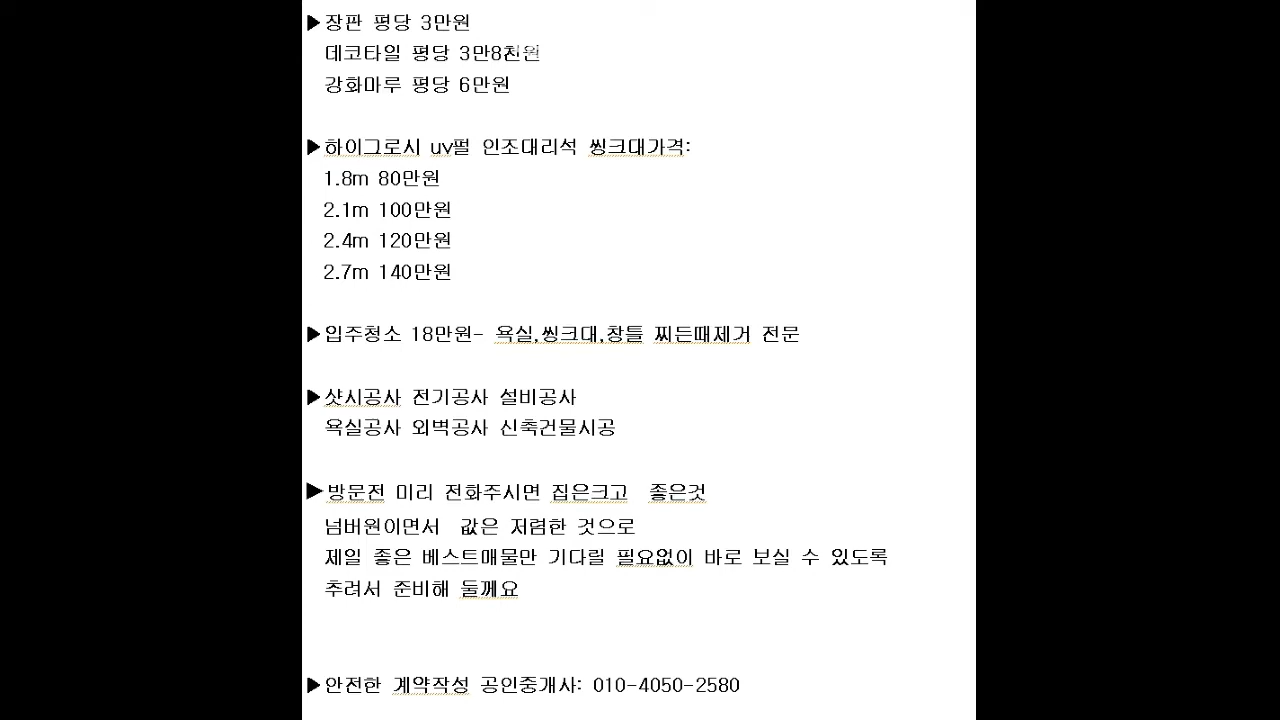 ▶장판 평당 3만원
데코타일 평당 3만8천원
강화마루 평당 6만원
▶하이그로시 uv펄 인조대리석 씽크대가격:
1.8m 80만원
2.1m 100만원
2.4m 120만원
2.7m 140만원
▶입주청소 18만원- 욕실,씽크대,창틀 찌든때제거 전문
▶샷시공사 전기공사 설비공사
욕실공사 외벽공사 신축건물시공
▶방문전 미리 전화주시면 집은크고 좋은것
넘버원이면서 값은 저렴한 것으로
제일 좋은 베스트매물만 기다릴 필요없이 바로 보실 수 있도록
추려서 준비해 둘께요
▶안전한 계약작성 공인중개사: 010-4050-2580